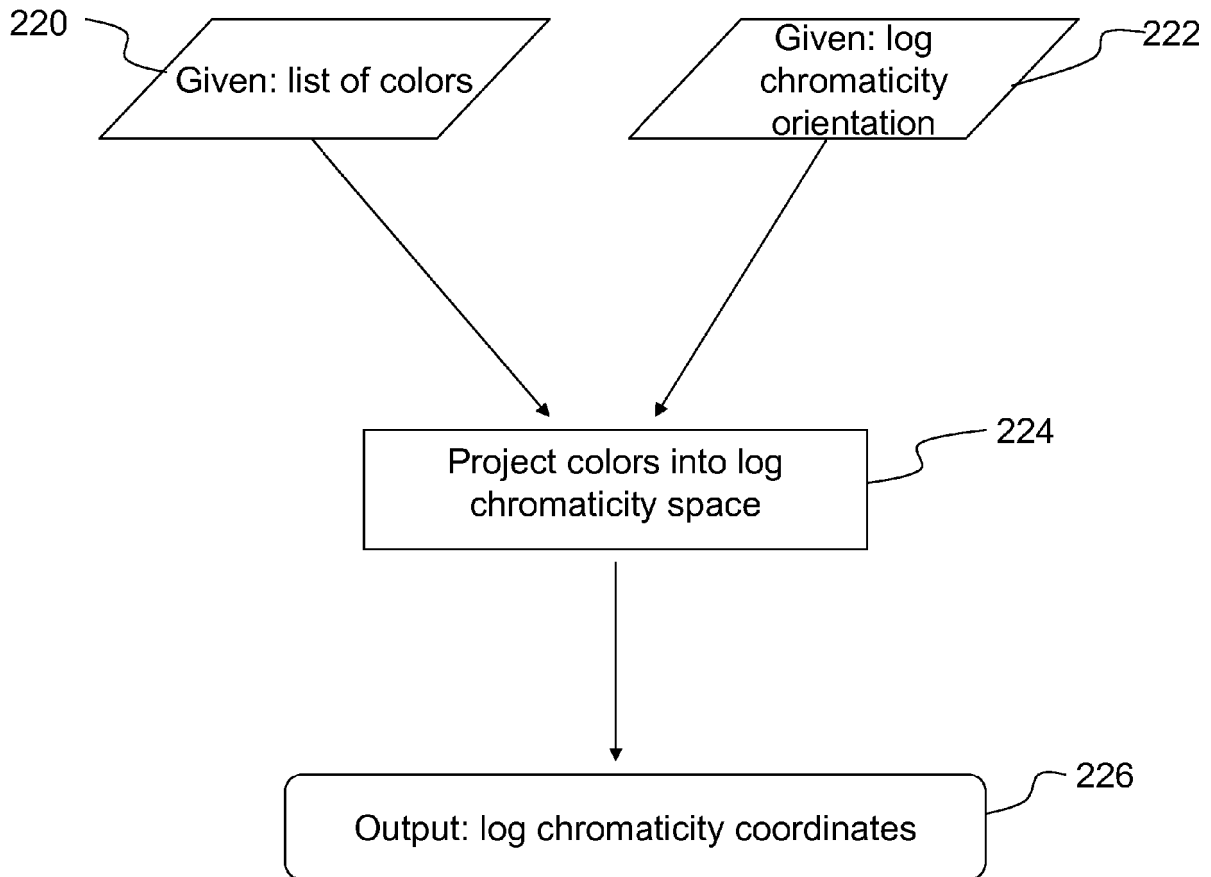 220
Given: list of colors
Given: log
chromaticity
orientation
222
Project colors into log
chromaticity space
224
Output: log chromaticity coordinates
226